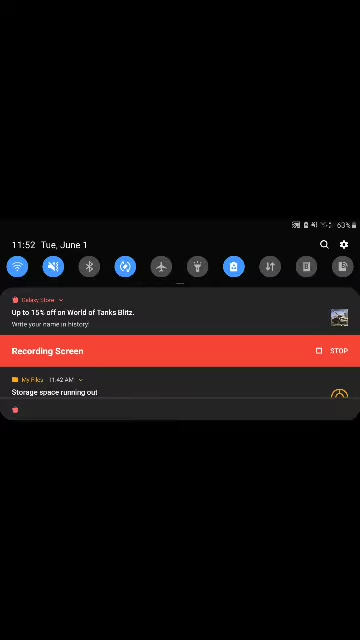 63%
11:52 Tue, June 1
Galaxy Store
Up to 15% off on World of Tanks Blitz.
Write your name in history!
Recording Screen
STOP
My Files 11:42 AM
Storage space running out